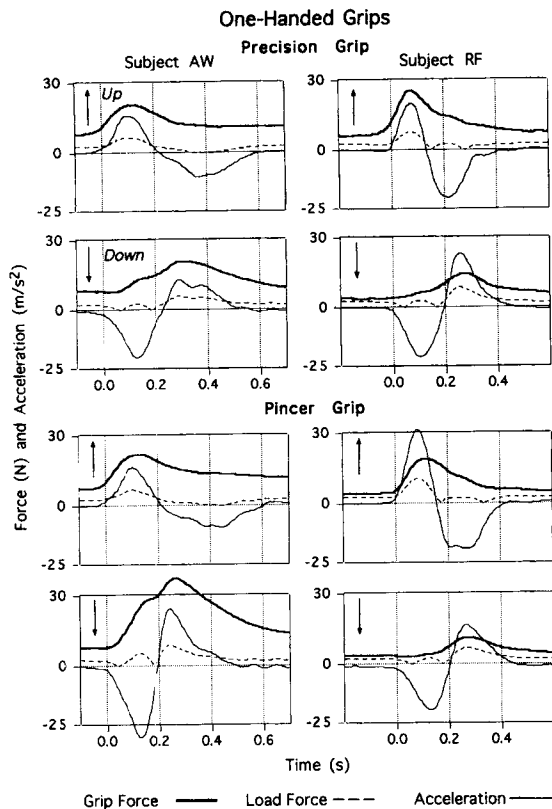 One-Handed Grips
Precision Grip
Subject AW Subject RF
30 Up 30
0 0
-25 -25
30 Down 30
0 0
-25 -25
0.0 0.2 0.4 0.6 0.0 0.2 0.4
Force (N) and Acceleration (m/s²)
Pincer Grip
30 30
0 0
-25 -25
30 30
0 0
-25 -25
0.0 0.2 0.4 0.6 0.0 0.2 0.4
Time (s)
Grip Force Load Force Acceleration